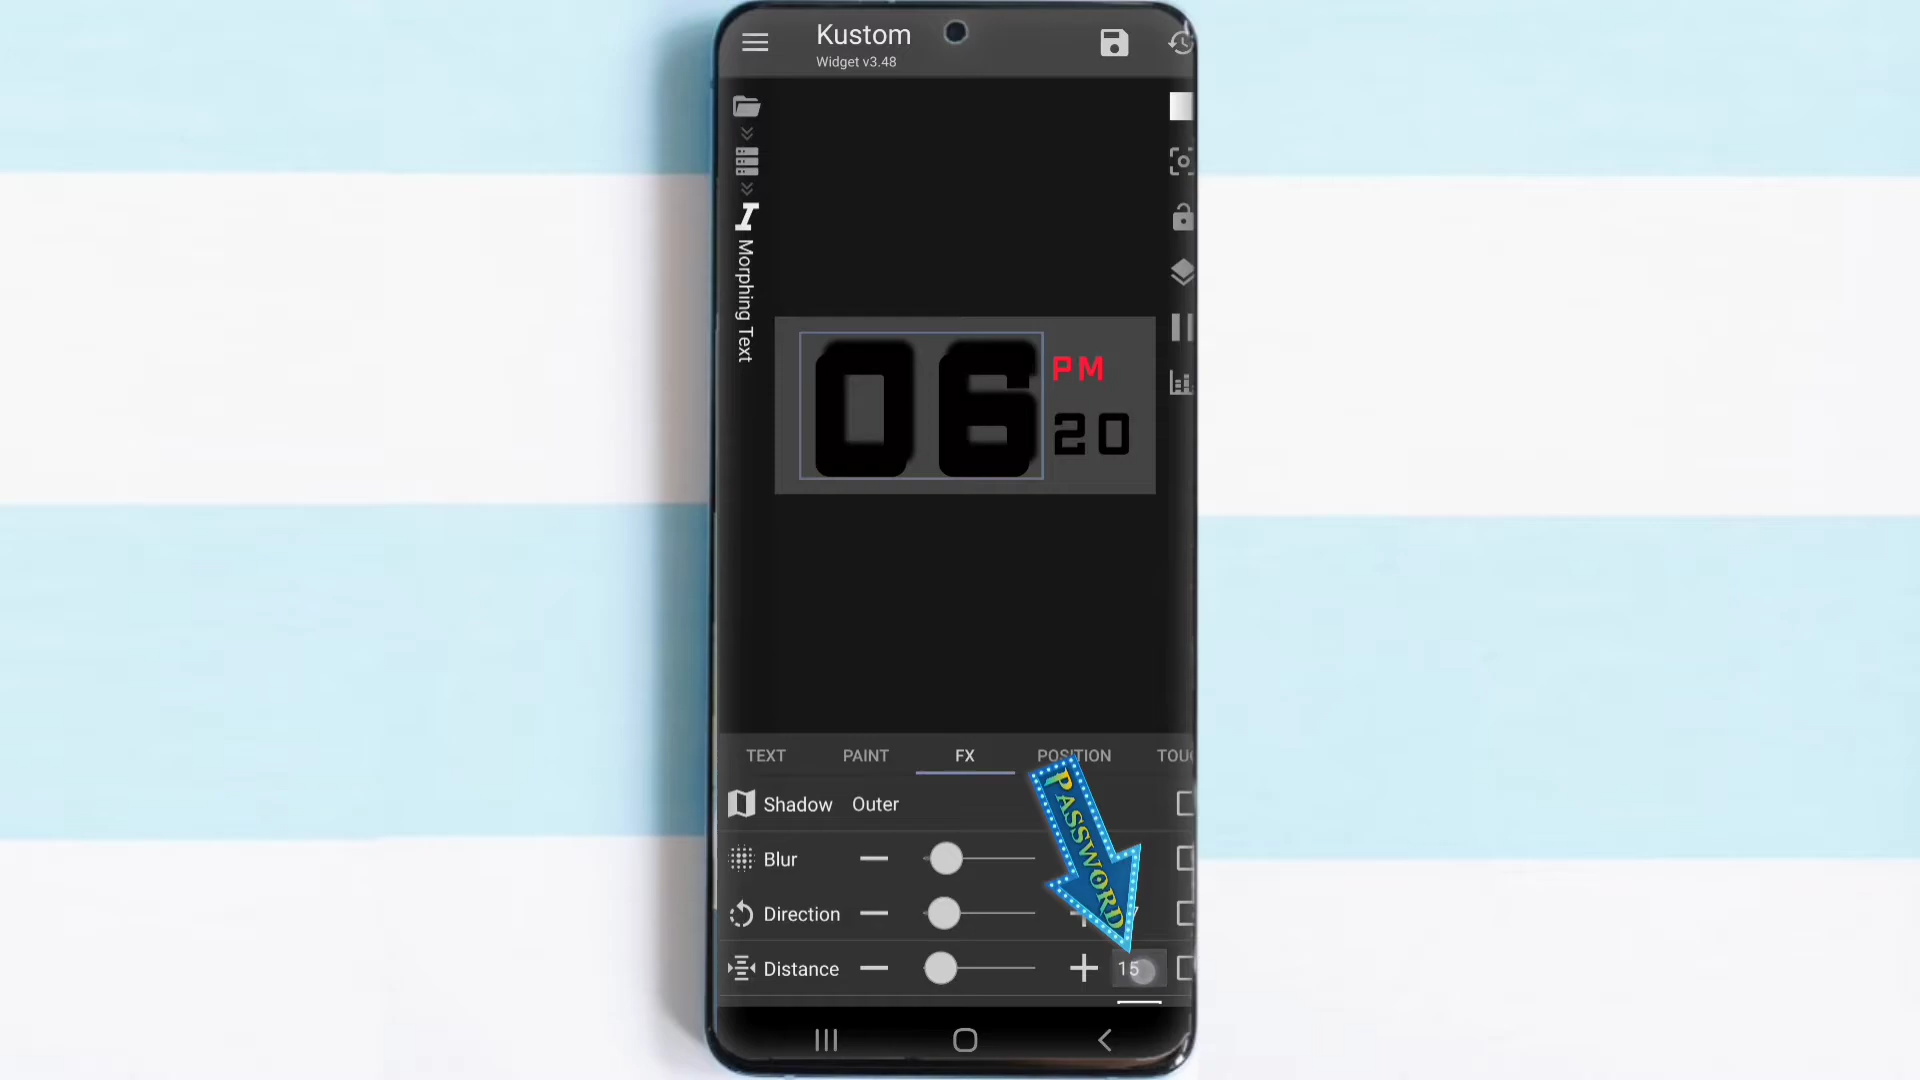 Kustom
Widget v3.48
Morphing Text
06
PM
20
TEXT PAINT FX POSITION
Shadow Outer
Blur
Direction
Distance 15
PASSWORD